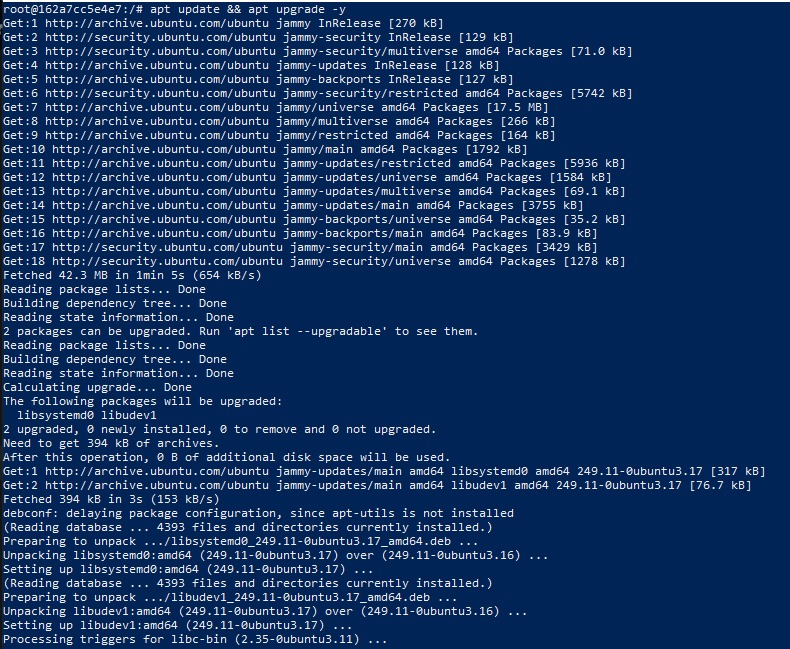 root@162a7cc5e4e7:/# apt update && apt upgrade -y
Get:1 http://archive.ubuntu.com/ubuntu jammy InRelease [270 kB]
Get:2 http://security.ubuntu.com/ubuntu jammy-security InRelease [129 kB]
Get:3 http://security.ubuntu.com/ubuntu jammy-security/multiverse amd64 Packages [71.0 kB]
Get:4 http://archive.ubuntu.com/ubuntu jammy-updates InRelease [128 kB]
Get:5 http://archive.ubuntu.com/ubuntu jammy-backports InRelease [127 kB]
Get:6 http://security.ubuntu.com/ubuntu jammy-security/restricted amd64 Packages [5742 kB]
Get:7 http://archive.ubuntu.com/ubuntu jammy/universe amd64 Packages [17.5 MB]
Get:8 http://archive.ubuntu.com/ubuntu jammy/multiverse amd64 Packages [266 kB]
Get:9 http://archive.ubuntu.com/ubuntu jammy/restricted amd64 Packages [164 kB]
Get:10 http://archive.ubuntu.com/ubuntu jammy/main amd64 Packages [1792 kB]
Get:11 http://archive.ubuntu.com/ubuntu jammy-updates/restricted amd64 Packages [5936 kB]
Get:12 http://archive.ubuntu.com/ubuntu jammy-updates/universe amd64 Packages [1584 kB]
Get:13 http://archive.ubuntu.com/ubuntu jammy-updates/multiverse amd64 Packages [69.1 kB]
Get:14 http://archive.ubuntu.com/ubuntu jammy-updates/main amd64 Packages [3755 kB]
Get:15 http://archive.ubuntu.com/ubuntu jammy-backports/universe amd64 Packages [35.2 kB]
Get:16 http://archive.ubuntu.com/ubuntu jammy-backports/main amd64 Packages [83.9 kB]
Get:17 http://security.ubuntu.com/ubuntu jammy-security/main amd64 Packages [3429 kB]
Get:18 http://security.ubuntu.com/ubuntu jammy-security/universe amd64 Packages [1278 kB]
Fetched 42.3 MB in 1min 5s (654 kB/s)
Reading package lists... Done
Building dependency tree... Done
Reading state information... Done
2 packages can be upgraded. Run 'apt list --upgradable' to see them.
Reading package lists... Done
Building dependency tree... Done
Reading state information... Done
Calculating upgrade... Done
The following packages will be upgraded:
  libsystemd0 libudev1
2 upgraded, 0 newly installed, 0 to remove and 0 not upgraded.
Need to get 394 kB of archives.
After this operation, 0 B of additional disk space will be used.
Get:1 http://archive.ubuntu.com/ubuntu jammy-updates/main amd64 libsystemd0 amd64 249.11-0ubuntu3.17 [317 kB]
Get:2 http://archive.ubuntu.com/ubuntu jammy-updates/main amd64 libudev1 amd64 249.11-0ubuntu3.17 [76.7 kB]
Fetched 394 kB in 3s (153 kB/s)
debconf: delaying package configuration, since apt-utils is not installed
(Reading database ... 4393 files and directories currently installed.)
Preparing to unpack .../libsystemd0_249.11-0ubuntu3.17_amd64.deb ...
Unpacking libsystemd0:amd64 (249.11-0ubuntu3.17) over (249.11-0ubuntu3.16) ...
Setting up libsystemd0:amd64 (249.11-0ubuntu3.17) ...
(Reading database ... 4393 files and directories currently installed.)
Preparing to unpack .../libudev1_249.11-0ubuntu3.17_amd64.deb ...
Unpacking libudev1:amd64 (249.11-0ubuntu3.17) over (249.11-0ubuntu3.16) ...
Setting up libudev1:amd64 (249.11-0ubuntu3.17) ...
Processing triggers for libc-bin (2.35-0ubuntu3.11) ...